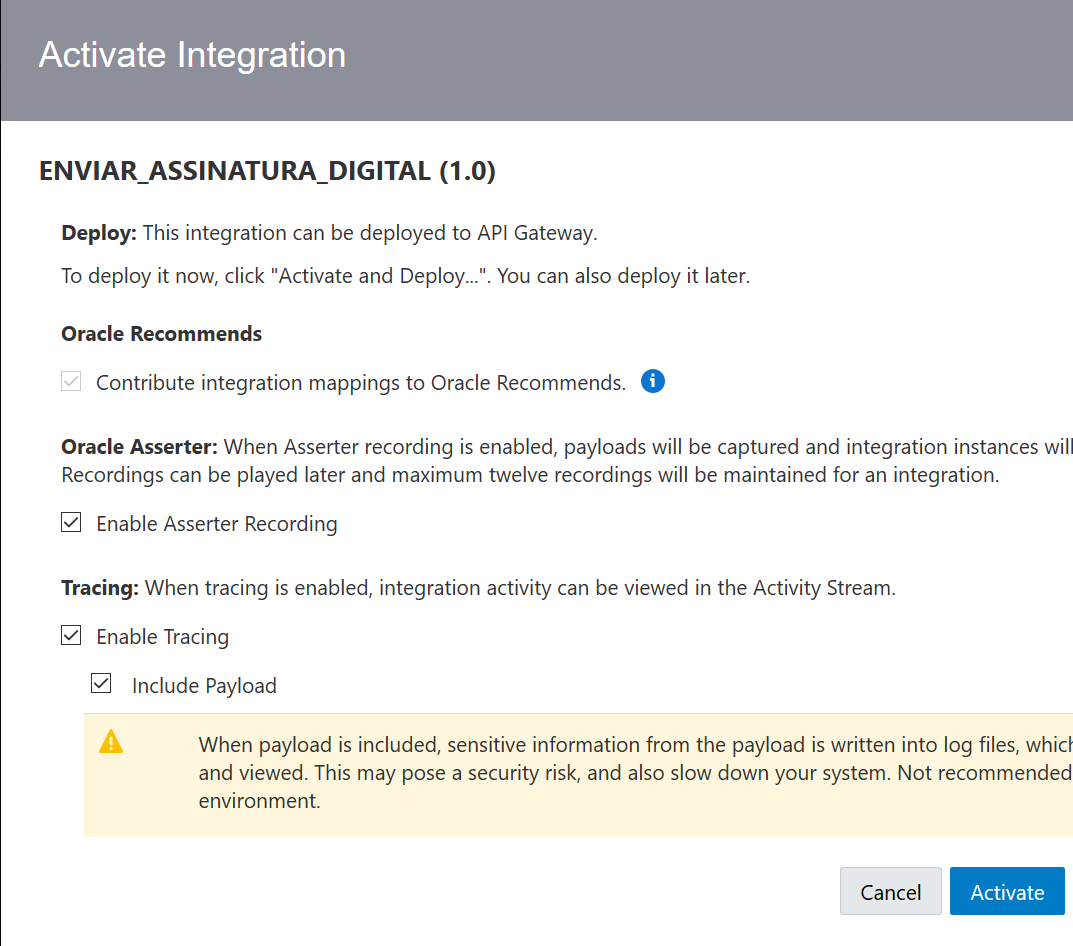 Activate Integration
ENVIAR_ASSINATURA_DIGITAL (1.0)
Deploy: This integration can be deployed to API Gateway.
To deploy it now, click "Activate and Deploy...". You can also deploy it later.
Oracle Recommends
Contribute integration mappings to Oracle Recommends.
Oracle Asserter: When Asserter recording is enabled, payloads will be captured and integration instances will
Recordings can be played later and maximum twelve recordings will be maintained for an integration.
Enable Asserter Recording
Tracing: When tracing is enabled, integration activity can be viewed in the Activity Stream.
Enable Tracing
Include Payload
When payload is included, sensitive information from the payload is written into log files, which
and viewed. This may pose a security risk, and also slow down your system. Not recommended
environment.
Cancel
Activate